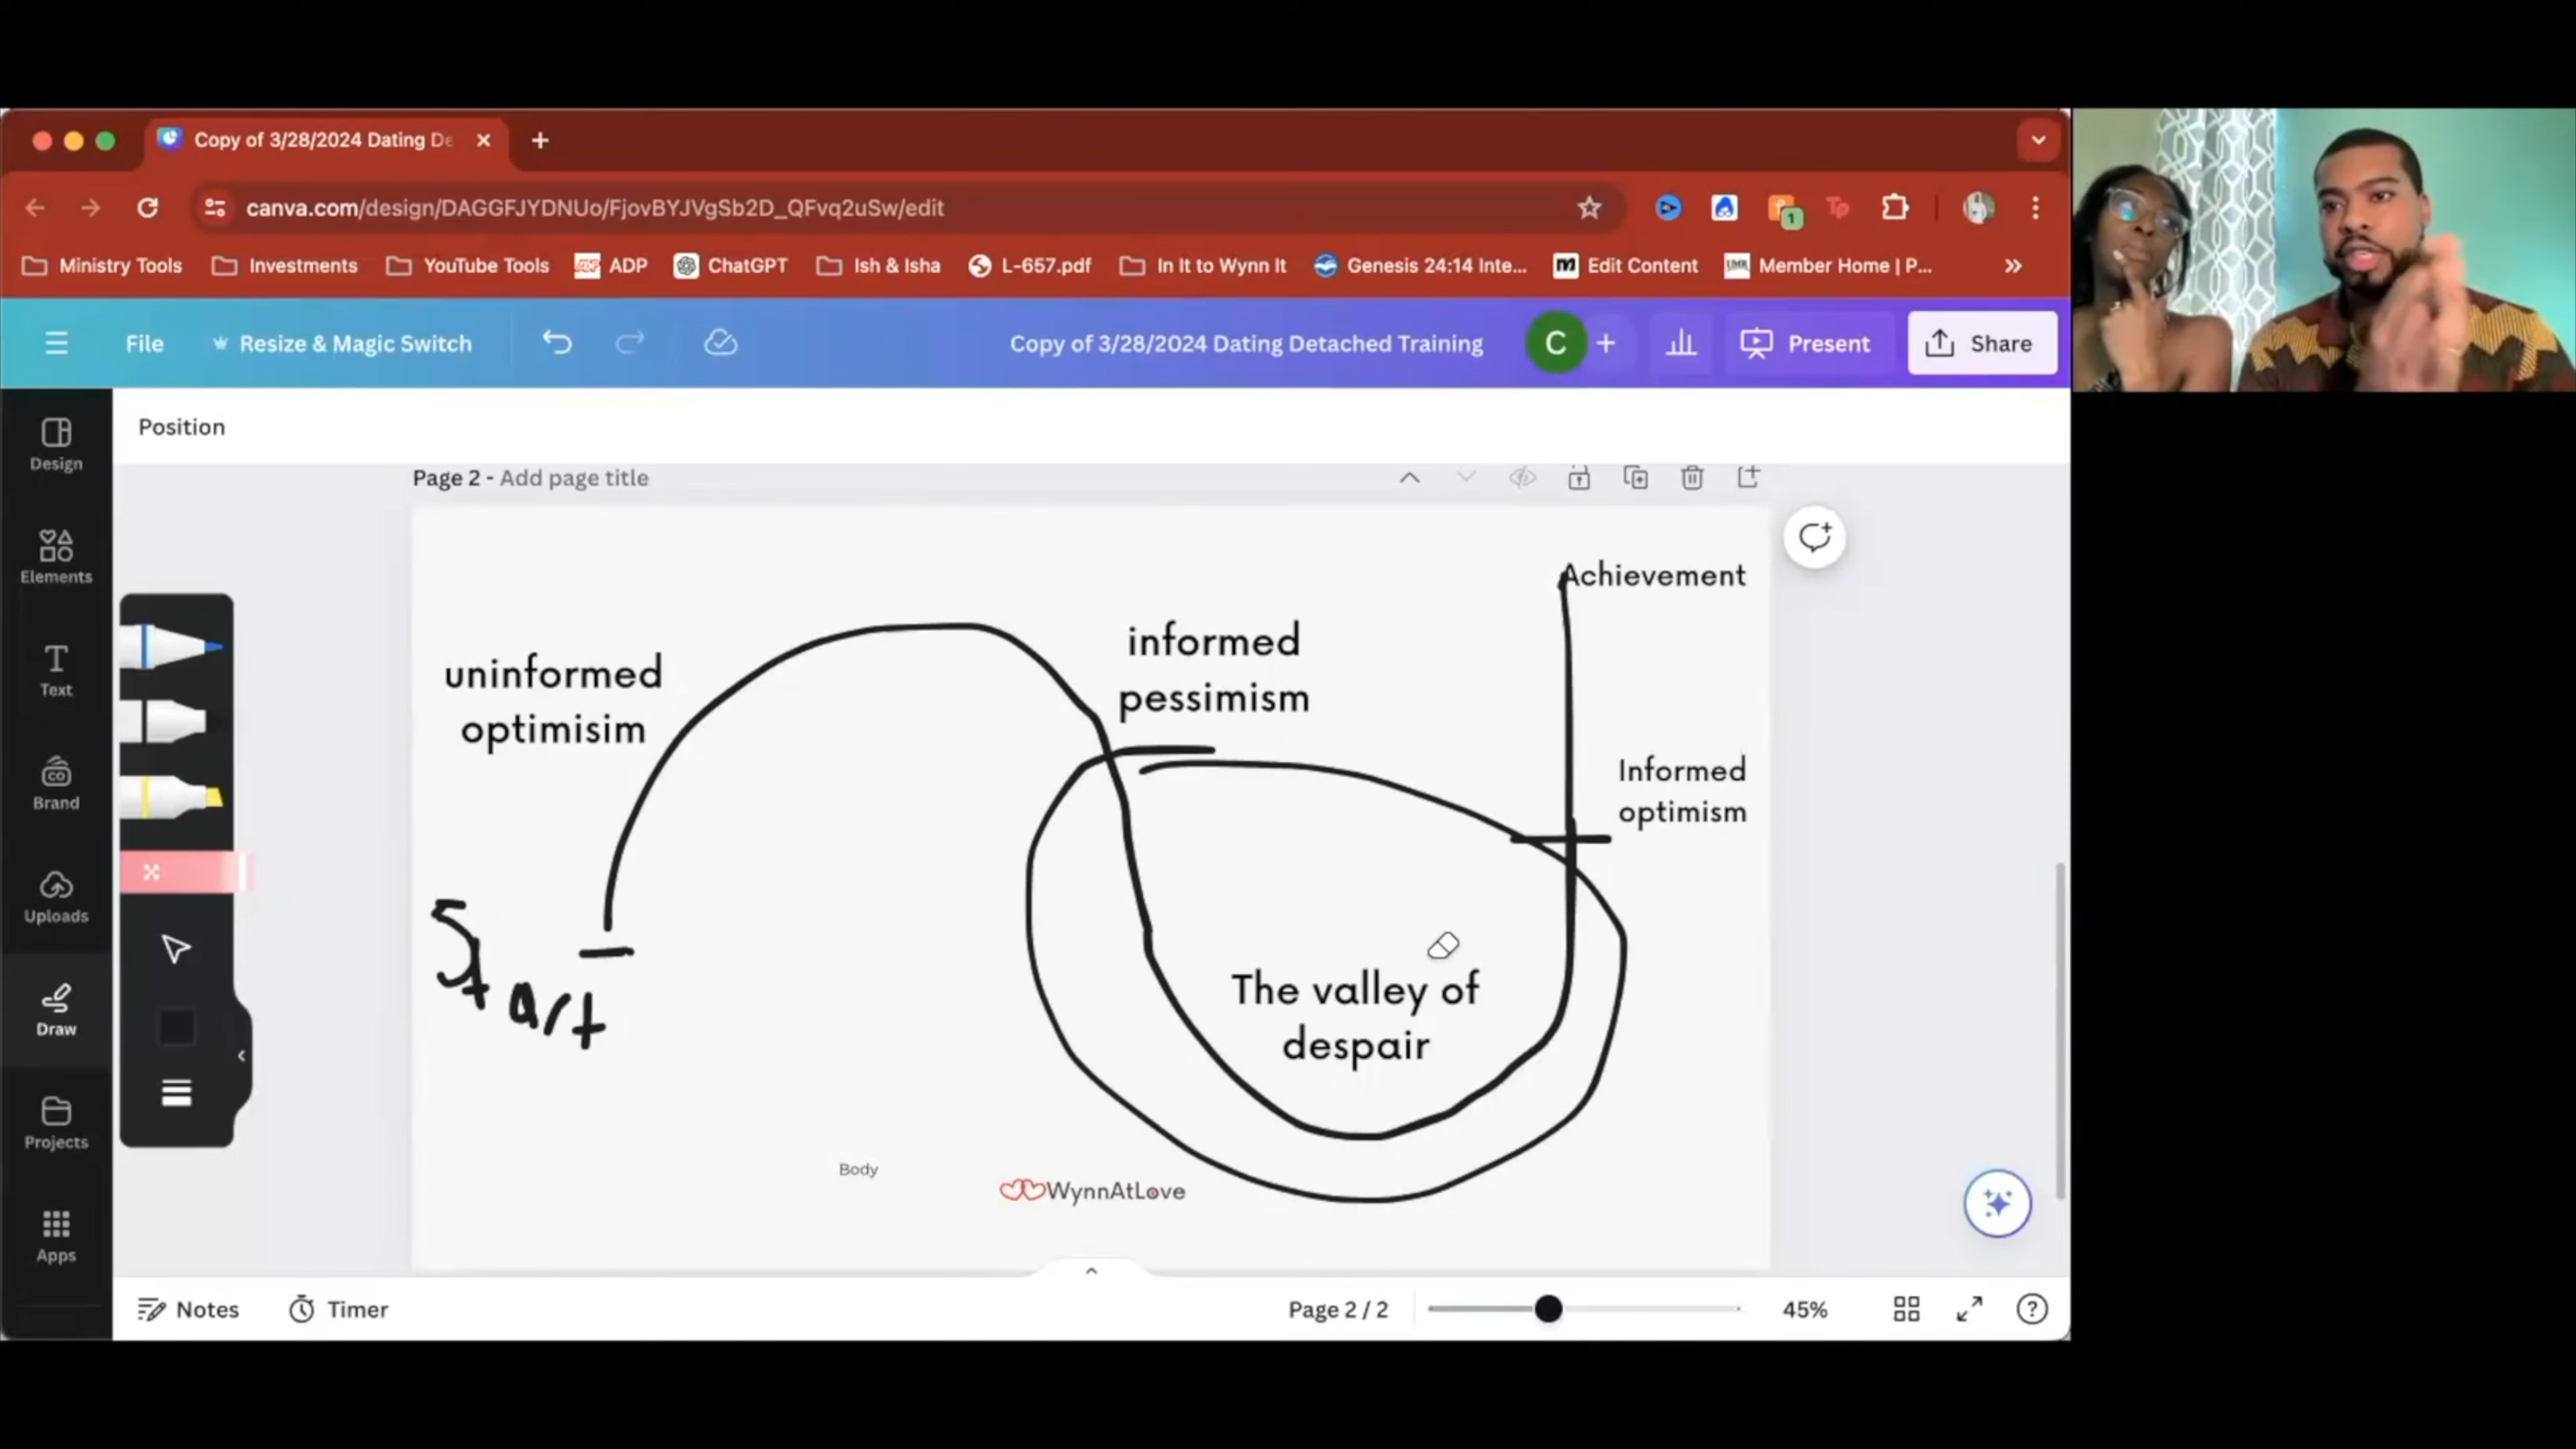 Copy of 3/28/2024 Dating De
canva.com/design/DAGGFJYDNUo/FjovBYJVgSb2D_QFvq2uSw/edit
1
Tp
Ministry Tools Investments YouTube Tools ADP ChatGPT Ish & Isha L-657.pdf In It to Wynn It Genesis 24:14 Inte... Edit Content UMR Member Home | P...
File Resize & Magic Switch Copy of 3/28/2024 Dating Detached Training C Present Share
Position
Design
Elements
Text
Brand
Uploads
Draw
Projects
Apps
Page 2 - Add page title
Achievement
informed
pessimism
uninformed
optimisim
Informed
optimism
Start
The valley of
despair
Body
WynnAtLove
Notes Timer Page 2 / 2 45%